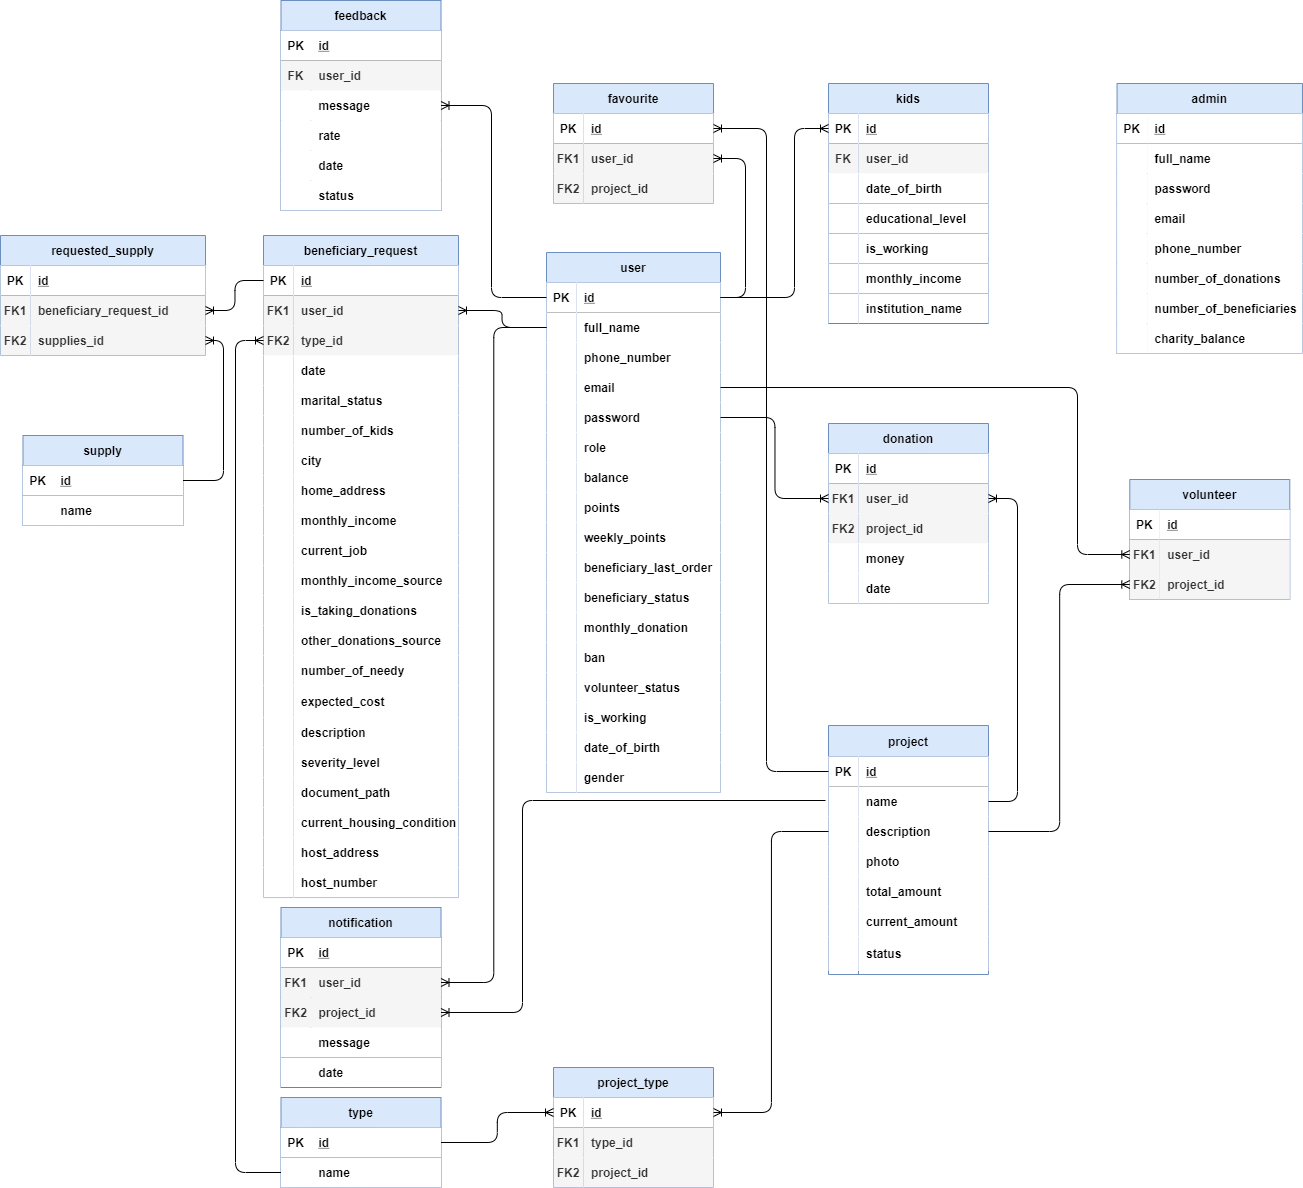 feedback
PK id
FK user_id
message
rate
date
status
favourite
PK id
FK1 user_id
FK2 project_id
kids
PK id
FK user_id
date_of_birth
educational_level
is_working
monthly_income
institution_name
admin
PK id
full_name
password
email
phone_number
number_of_donations
number_of_beneficiaries
charity_balance
requested_supply
PK id
FK1 beneficiary_request_id
FK2 supplies_id
beneficiary_request
PK id
FK1 user_id
FK2 type_id
date
marital_status
number_of_kids
city
home_address
monthly_income
current_job
monthly_income_source
is_taking_donations
other_donations_source
number_of_needy
expected_cost
description
severity_level
document_path
current_housing_condition
host_address
host_number
user
PK id
full_name
phone_number
email
password
role
balance
points
weekly_points
beneficiary_last_order
beneficiary_status
monthly_donation
ban
volunteer_status
is_working
date_of_birth
gender
supply
PK id
name
donation
PK id
FK1 user_id
FK2 project_id
money
date
volunteer
PK id
FK1 user_id
FK2 project_id
project
PK id
name
description
photo
total_amount
current_amount
status
notification
PK id
FK1 user_id
FK2 project_id
message
date
type
PK id
name
project_type
PK id
FK1 type_id
FK2 project_id